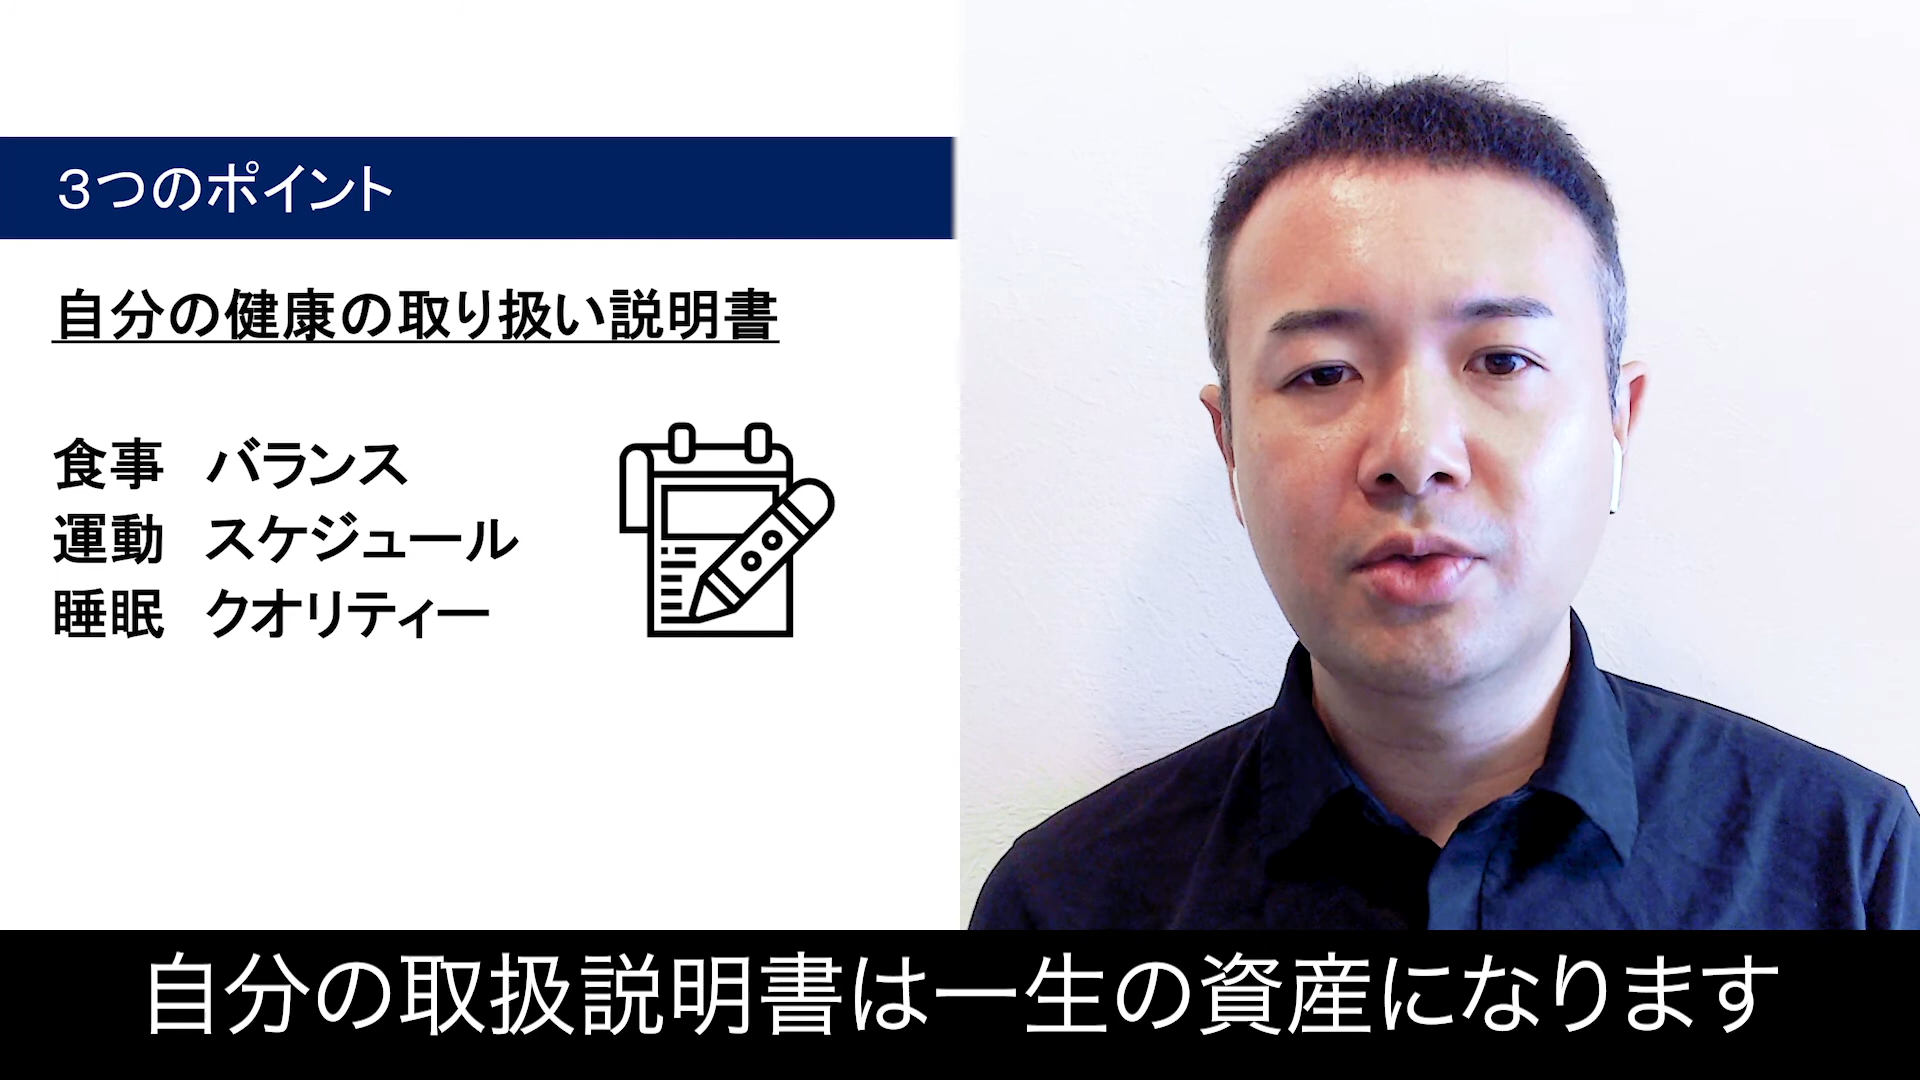 ３つのポイント
自分の健康の取り扱い説明書
食事　バランス
運動　スケジュール
睡眠　クオリティー
自分の取扱説明書は一生の資産になります